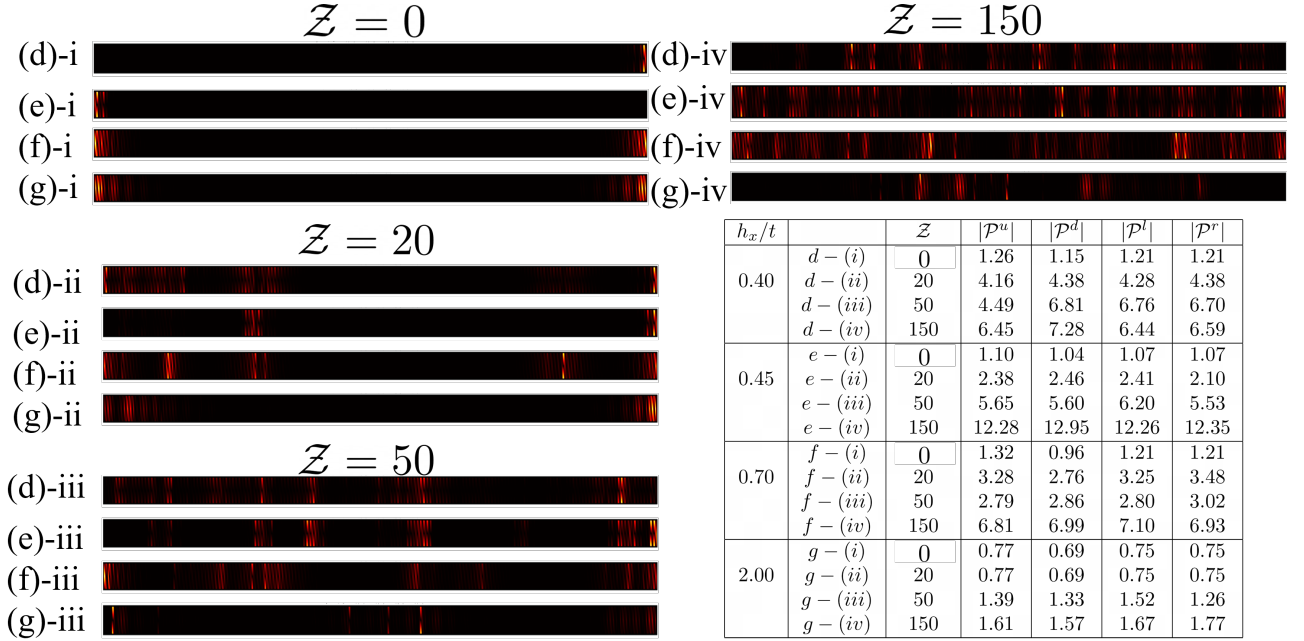 𝒵 = 0
(d)-i
(e)-i
(f)-i
(g)-i
𝒵 = 20
(d)-ii
(e)-ii
(f)-ii
(g)-ii
𝒵 = 50
(d)-iii
(e)-iii
(f)-iii
(g)-iii
𝒵 = 150
(d)-iv
(e)-iv
(f)-iv
(g)-iv
h_x/t 𝒵 |𝒫^u| |𝒫^d| |𝒫^l| |𝒫^r|
d − (i) 0 1.26 1.15 1.21 1.21
0.40 d − (ii) 20 4.16 4.38 4.28 4.38
d − (iii) 50 4.49 6.81 6.76 6.70
d − (iv) 150 6.45 7.28 6.44 6.59
e − (i) 0 1.10 1.04 1.07 1.07
0.45 e − (ii) 20 2.38 2.46 2.41 2.10
e − (iii) 50 5.65 5.60 6.20 5.53
e − (iv) 150 12.28 12.95 12.26 12.35
f − (i) 0 1.32 0.96 1.21 1.21
0.70 f − (ii) 20 3.28 2.76 3.25 3.48
f − (iii) 50 2.79 2.86 2.80 3.02
f − (iv) 150 6.81 6.99 7.10 6.93
g − (i) 0 0.77 0.69 0.75 0.75
2.00 g − (ii) 20 0.77 0.69 0.75 0.75
g − (iii) 50 1.39 1.33 1.52 1.26
g − (iv) 150 1.61 1.57 1.67 1.77